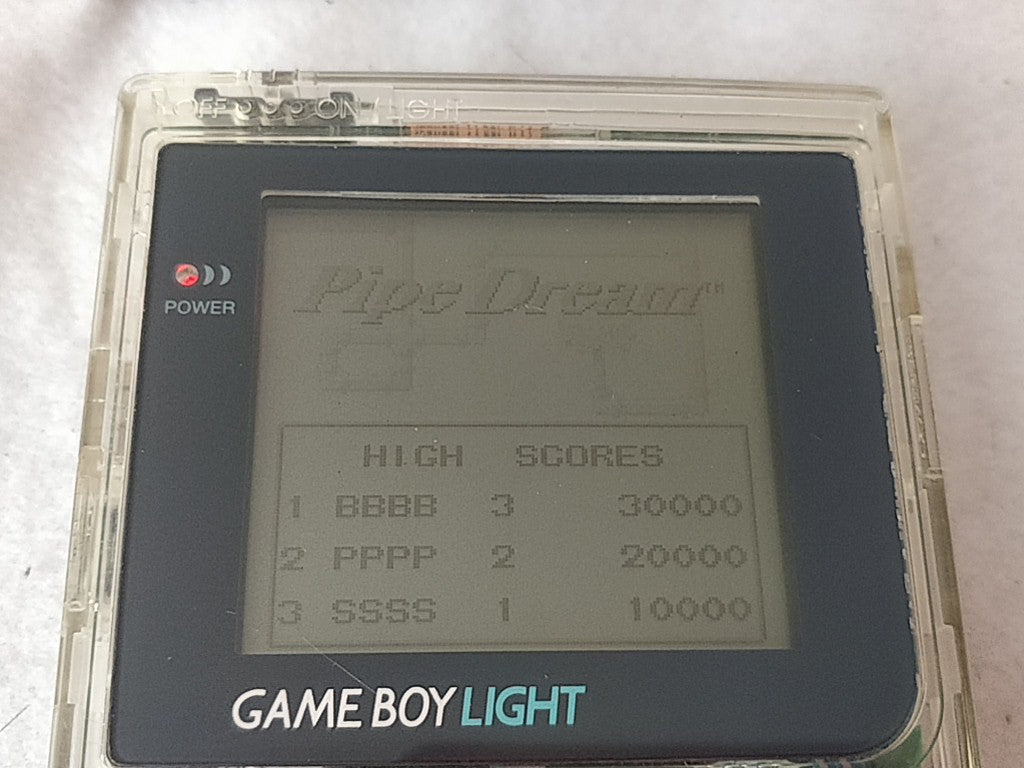 OFF ON / LIGHT
POWER
Pipe Dream™
HIGH SCORES
1 BBBB 3 30000
2 PPPP 2 20000
3 SSSS 1 10000
GAME BOY LIGHT